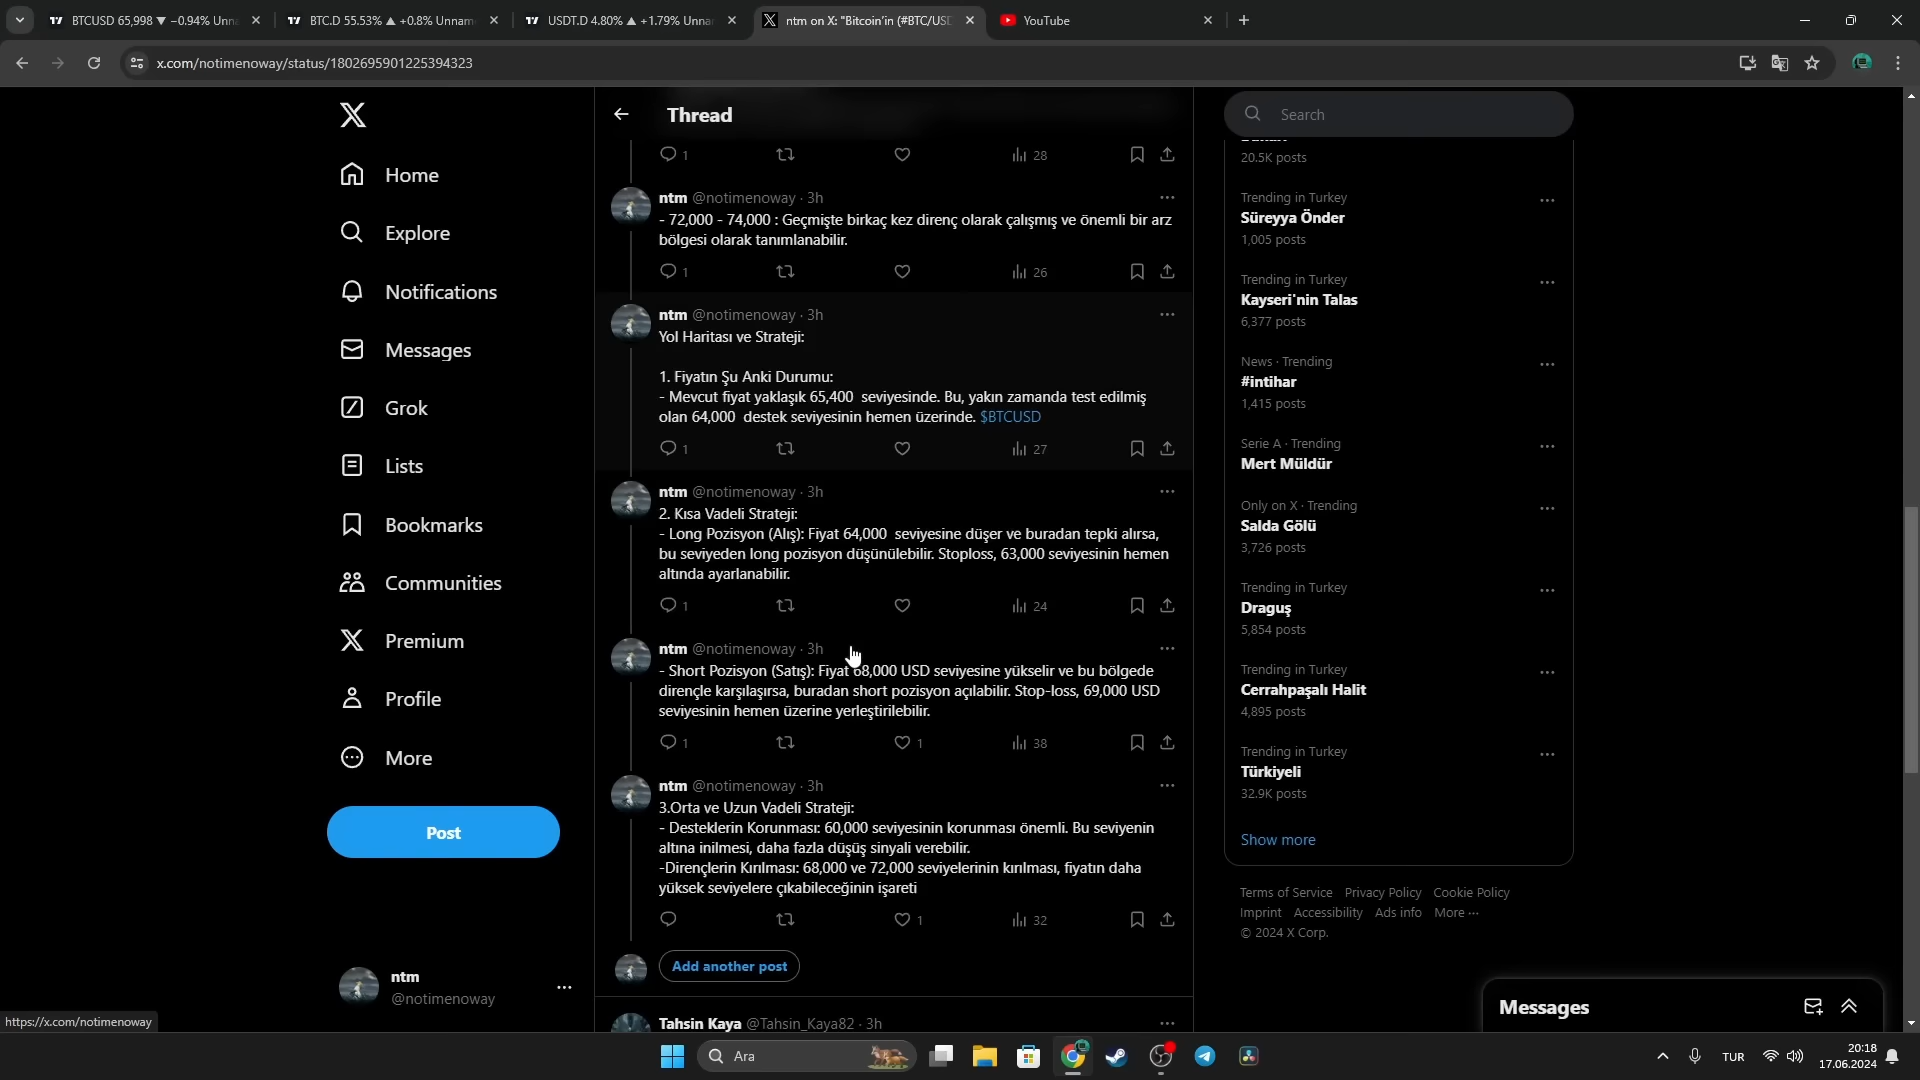 BTCUSD 65,998 ▼ −0.94% Unna
BTC.D 55.53% ▲ +0.8% Unnam
USDT.D 4.80% ▲ +1.79% Unna
ntm on X: "Bitcoin'in (#BTC/USD
YouTube
x.com/notimenoway/status/1802695901225394323
Home
Explore
Notifications
Messages
Grok
Lists
Bookmarks
Communities
Premium
Profile
More
Post
ntm
@notimenoway
https://x.com/notimenoway
Thread
1 28
ntm @notimenoway · 3h
- 72,000 - 74,000 : Geçmişte birkaç kez direnç olarak çalışmış ve önemli bir arz
bölgesi olarak tanımlanabilir.
1 26
ntm @notimenoway · 3h
Yol Haritası ve Strateji:
1. Fiyatın Şu Anki Durumu:
- Mevcut fiyat yaklaşık 65,400 seviyesinde. Bu, yakın zamanda test edilmiş
olan 64,000 destek seviyesinin hemen üzerinde. $BTCUSD
1 27
ntm @notimenoway · 3h
2. Kısa Vadeli Strateji:
- Long Pozisyon (Alış): Fiyat 64,000 seviyesine düşer ve buradan tepki alırsa,
bu seviyeden long pozisyon düşünülebilir. Stoploss, 63,000 seviyesinin hemen
altında ayarlanabilir.
1 24
ntm @notimenoway · 3h
- Short Pozisyon (Satış): Fiyat 68,000 USD seviyesine yükselir ve bu bölgede
dirençle karşılaşırsa, buradan short pozisyon açılabilir. Stop-loss, 69,000 USD
seviyesinin hemen üzerine yerleştirilebilir.
1 1 38
ntm @notimenoway · 3h
3.Orta ve Uzun Vadeli Strateji:
- Desteklerin Korunması: 60,000 seviyesinin korunması önemli. Bu seviyenin
altına inilmesi, daha fazla düşüş sinyali verebilir.
-Dirençlerin Kırılması: 68,000 ve 72,000 seviyelerinin kırılması, fiyatın daha
yüksek seviyelere çıkabileceğinin işareti
1 32
Add another post
Tahsin Kaya @Tahsin_Kaya82 · 3h
Search
20.5K posts
Trending in Turkey
Süreyya Önder
1,005 posts
Trending in Turkey
Kayseri'nin Talas
6,377 posts
News · Trending
#intihar
1,415 posts
Serie A · Trending
Mert Müldür
Only on X · Trending
Salda Gölü
3,726 posts
Trending in Turkey
Draguş
5,854 posts
Trending in Turkey
Cerrahpaşalı Halit
4,895 posts
Trending in Turkey
Türkiyeli
32.9K posts
Show more
Terms of Service Privacy Policy Cookie Policy
Imprint Accessibility Ads info More ···
© 2024 X Corp.
Messages
Ara
TUR
20:18
17.06.2024